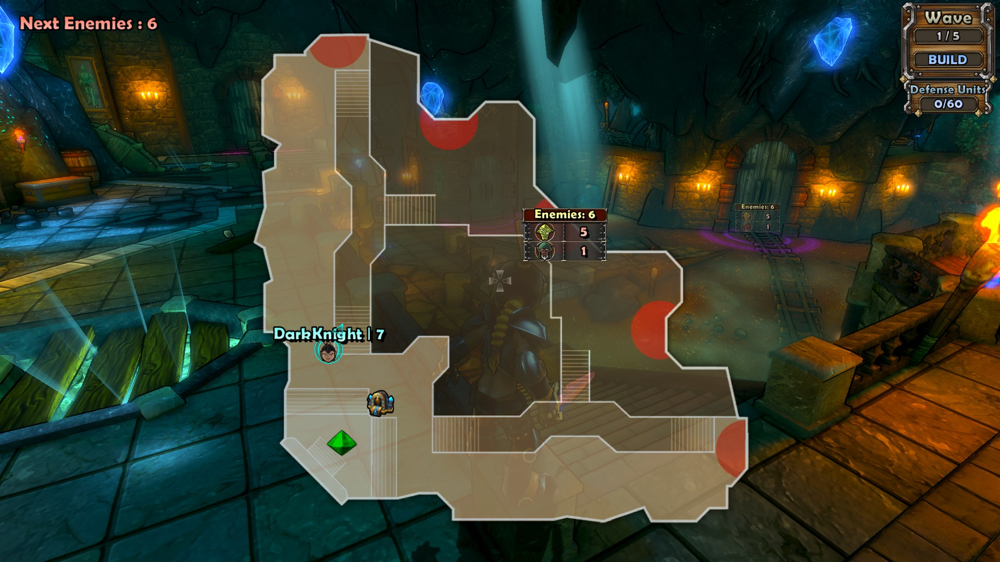 Next Enemies : 6
Wave
1 / 5
BUILD
Defense Units
0/60
Enemies: 6
5
1
Enemies: 6
5
1
DarkKnight | 7